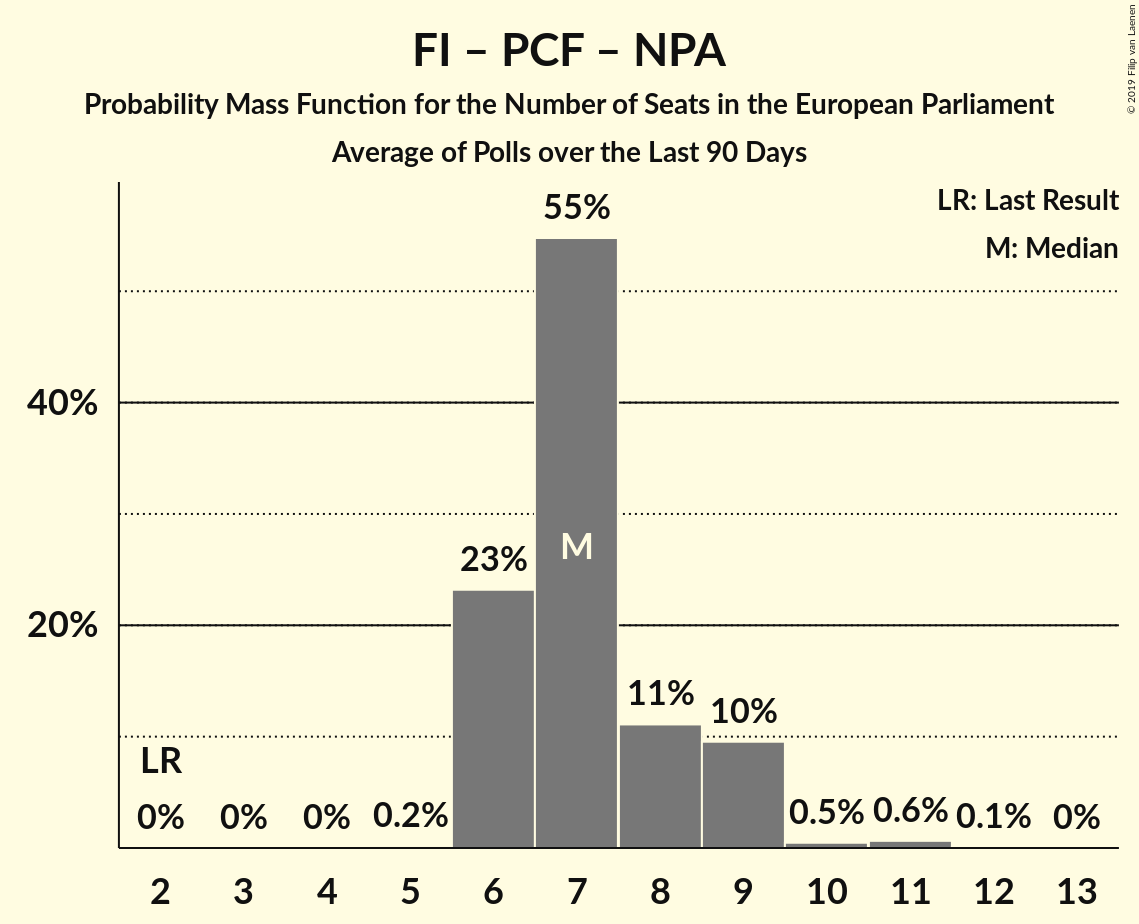 FI – PCF – NPA
Probability Mass Function for the Number of Seats in the European Parliament
Average of Polls over the Last 90 Days
© 2019 Filip van Laenen
LR: Last Result
M: Median
55%
40%
M
23%
20%
11%
10%
LR
0%
0%
0%
0.2%
0.5%
0.6%
0.1%
0%
2 3 4 5 6 7 8 9 10 11 12 13